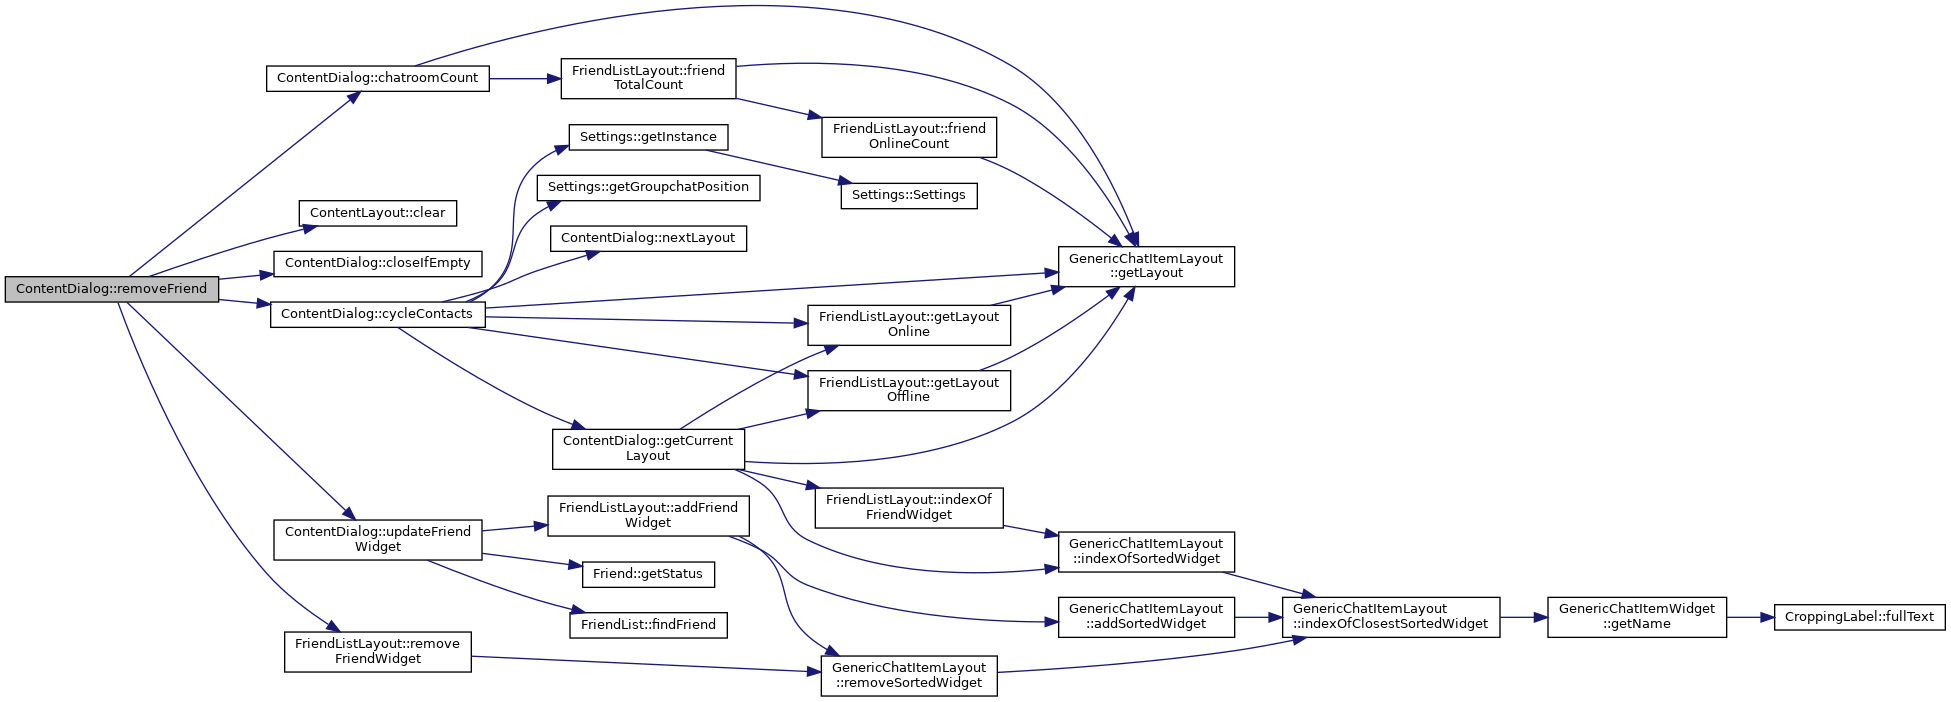 ContentDialog::removeFriend
ContentDialog::chatroomCount
ContentLayout::clear
ContentDialog::closeIfEmpty
ContentDialog::cycleContacts
ContentDialog::updateFriend
Widget
FriendListLayout::remove
FriendWidget
FriendListLayout::friend
TotalCount
Settings::getInstance
Settings::getGroupchatPosition
ContentDialog::nextLayout
ContentDialog::getCurrent
Layout
FriendListLayout::addFriend
Widget
Friend::getStatus
FriendList::findFriend
FriendListLayout::friend
OnlineCount
Settings::Settings
FriendListLayout::getLayout
Online
FriendListLayout::getLayout
Offline
FriendListLayout::indexOf
FriendWidget
GenericChatItemLayout
::removeSortedWidget
GenericChatItemLayout
::getLayout
GenericChatItemLayout
::indexOfSortedWidget
GenericChatItemLayout
::addSortedWidget
GenericChatItemLayout
::indexOfClosestSortedWidget
GenericChatItemWidget
::getName
CroppingLabel::fullText